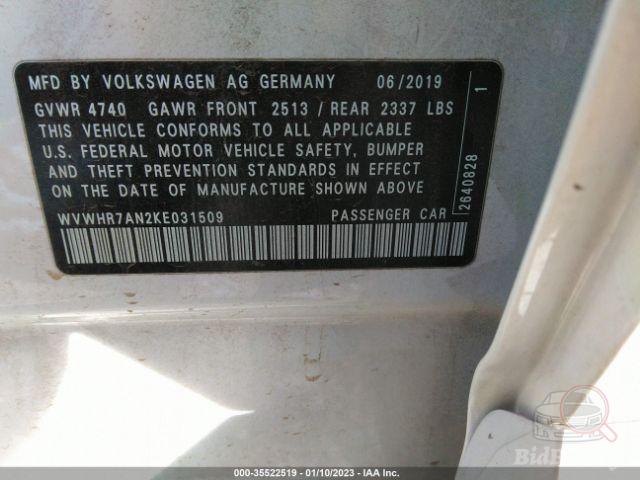 MFD BY VOLKSWAGEN AG GERMANY 06/2019
GVWR 4740 GAWR FRONT 2513 / REAR 2337 LBS
THIS VEHICLE CONFORMS TO ALL APPLICABLE
U.S. FEDERAL MOTOR VEHICLE SAFETY, BUMPER
AND THEFT PREVENTION STANDARDS IN EFFECT
ON THE DATE OF MANUFACTURE SHOWN ABOVE
WVWHR7AN2KE031509 PASSENGER CAR
2640828 1
000-35522519 - 01/10/2023 - IAA Inc.